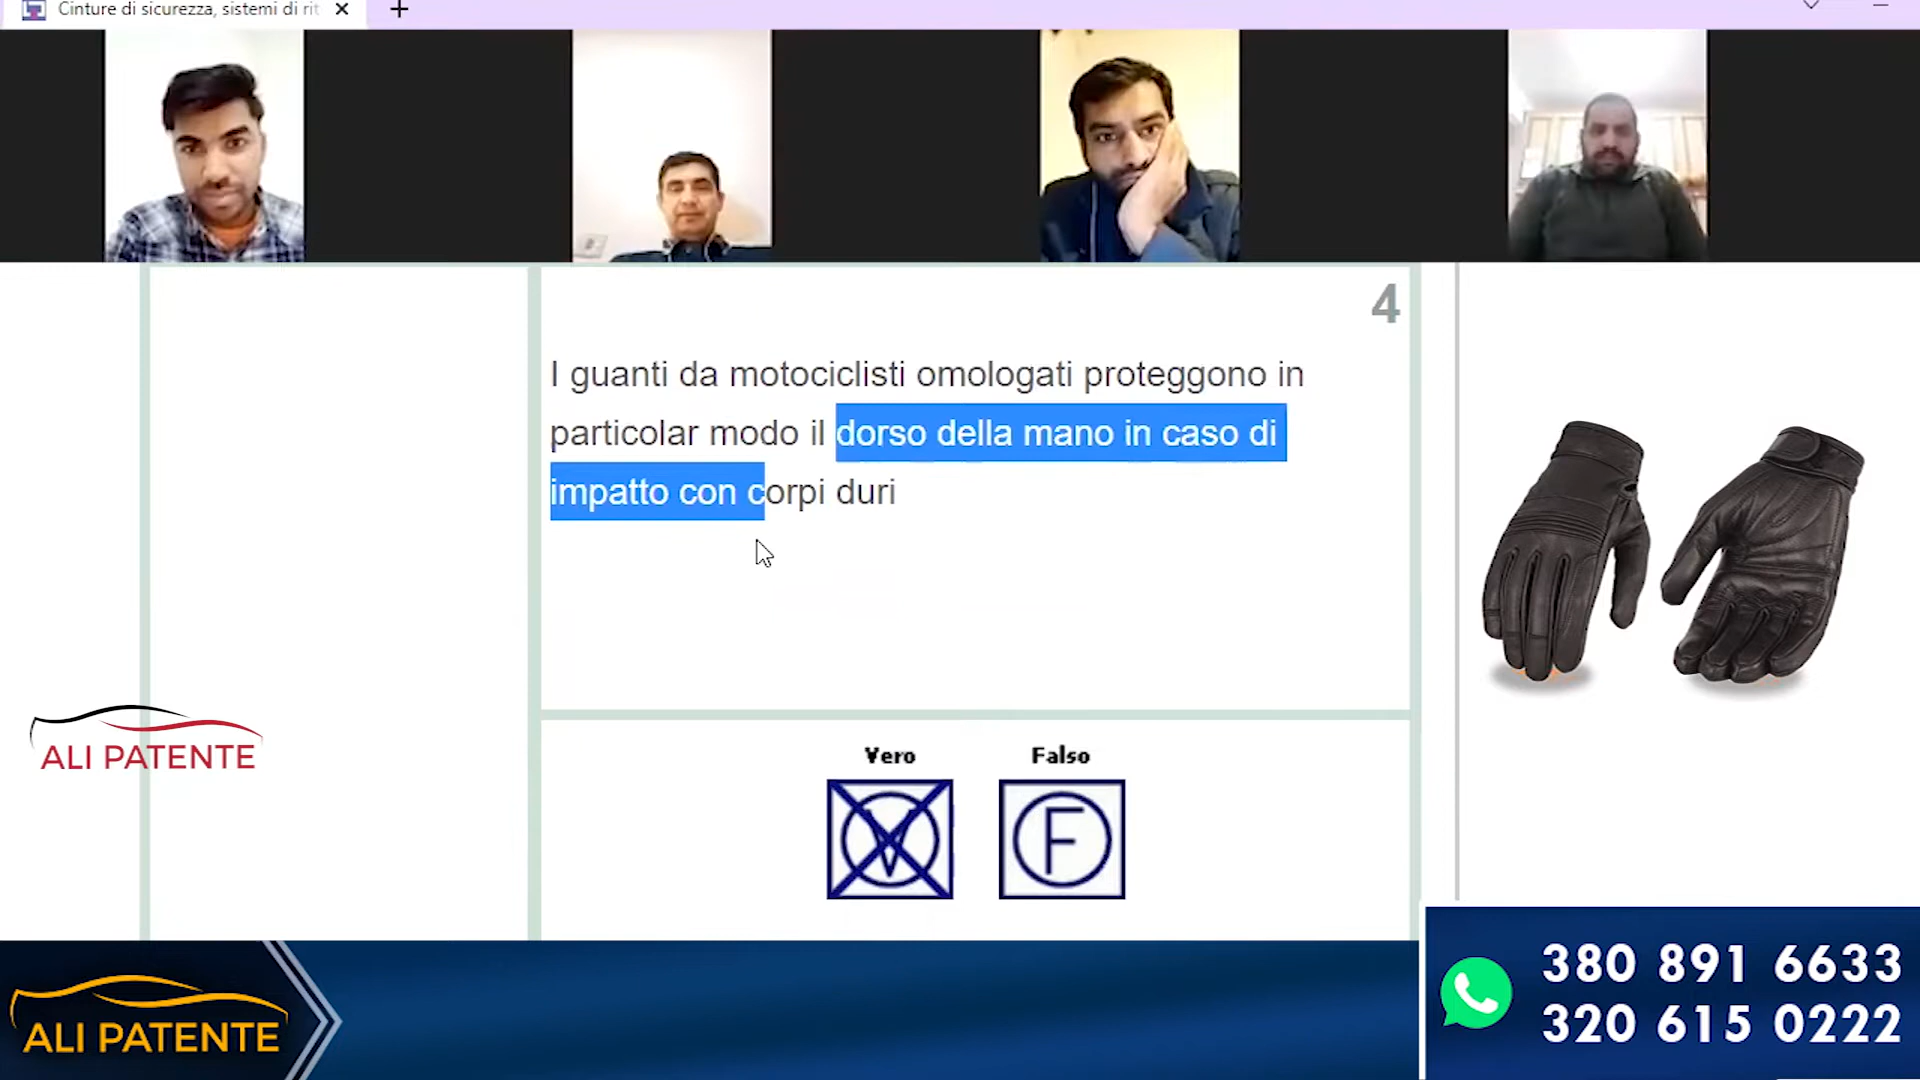 Cinture di sicurezza, sistemi di rit
4
I guanti da motociclisti omologati proteggono in
particolar modo il dorso della mano in caso di
impatto con corpi duri
Vero
Falso
V
F
ALI PATENTE
ALI PATENTE
380 891 6633
320 615 0222